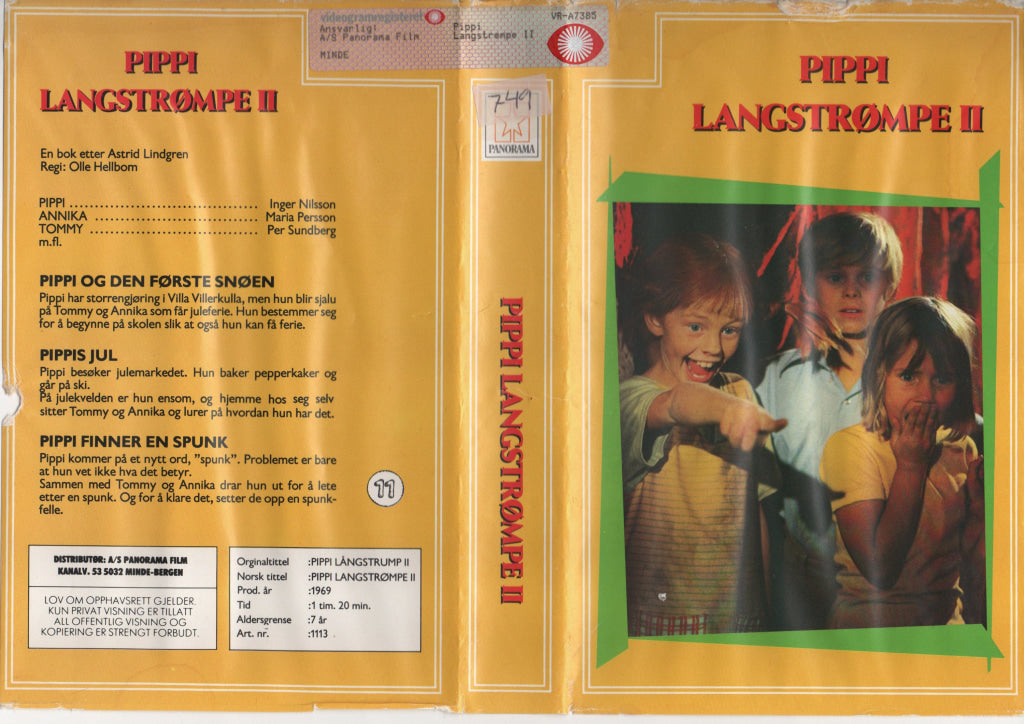 PIPPI
LANGSTRØMPE II
En bok etter Astrid Lindgren
Regi: Olle Hellbom
PIPPI .................................. Inger Nilsson
ANNIKA .............................. Maria Persson
TOMMY ............................... Per Sundberg
m.fl.
PIPPI OG DEN FØRSTE SNØEN
Pippi har storrengjøring i Villa Villerkulla, men hun blir sjalu
på Tommy og Annika som får juleferie. Hun bestemmer seg
for å begynne på skolen slik at også hun kan få ferie.
PIPPIS JUL
Pippi besøker julemarkedet. Hun baker pepperkaker og
går på ski.
På julekvelden er hun ensom, og hjemme hos seg selv
sitter Tommy og Annika og lurer på hvordan hun har det.
PIPPI FINNER EN SPUNK
Pippi kommer på et nytt ord, "spunk". Problemet er bare
at hun vet ikke hva det betyr.
Sammen med Tommy og Annika drar hun ut for å lete
etter en spunk. Og for å klare det, setter de opp en spunk-
felle.
11
DISTRIBUTØR: A/S PANORAMA FILM
KANALV. 53 5032 MINDE-BERGEN
LOV OM OPPHAVSRETT GJELDER.
KUN PRIVAT VISNING ER TILLATT
ALL OFFENTLIG VISNING OG
KOPIERING ER STRENGT FORBUDT.
Orginaltittel :PIPPI LÅNGSTRUMP II
Norsk tittel :PIPPI LANGSTRØMPE II
Prod. år :1969
Tid :1 tim. 20 min.
Aldersgrense :7 år
Art. nr. :1113
videogramregisteret
Ansvarlig:
A/S Panorama Film
MINDE
VR-A7385
Pippi
Langstrømpe II
749
PANORAMA
PIPPI LANGSTRØMPE II
PIPPI
LANGSTRØMPE II